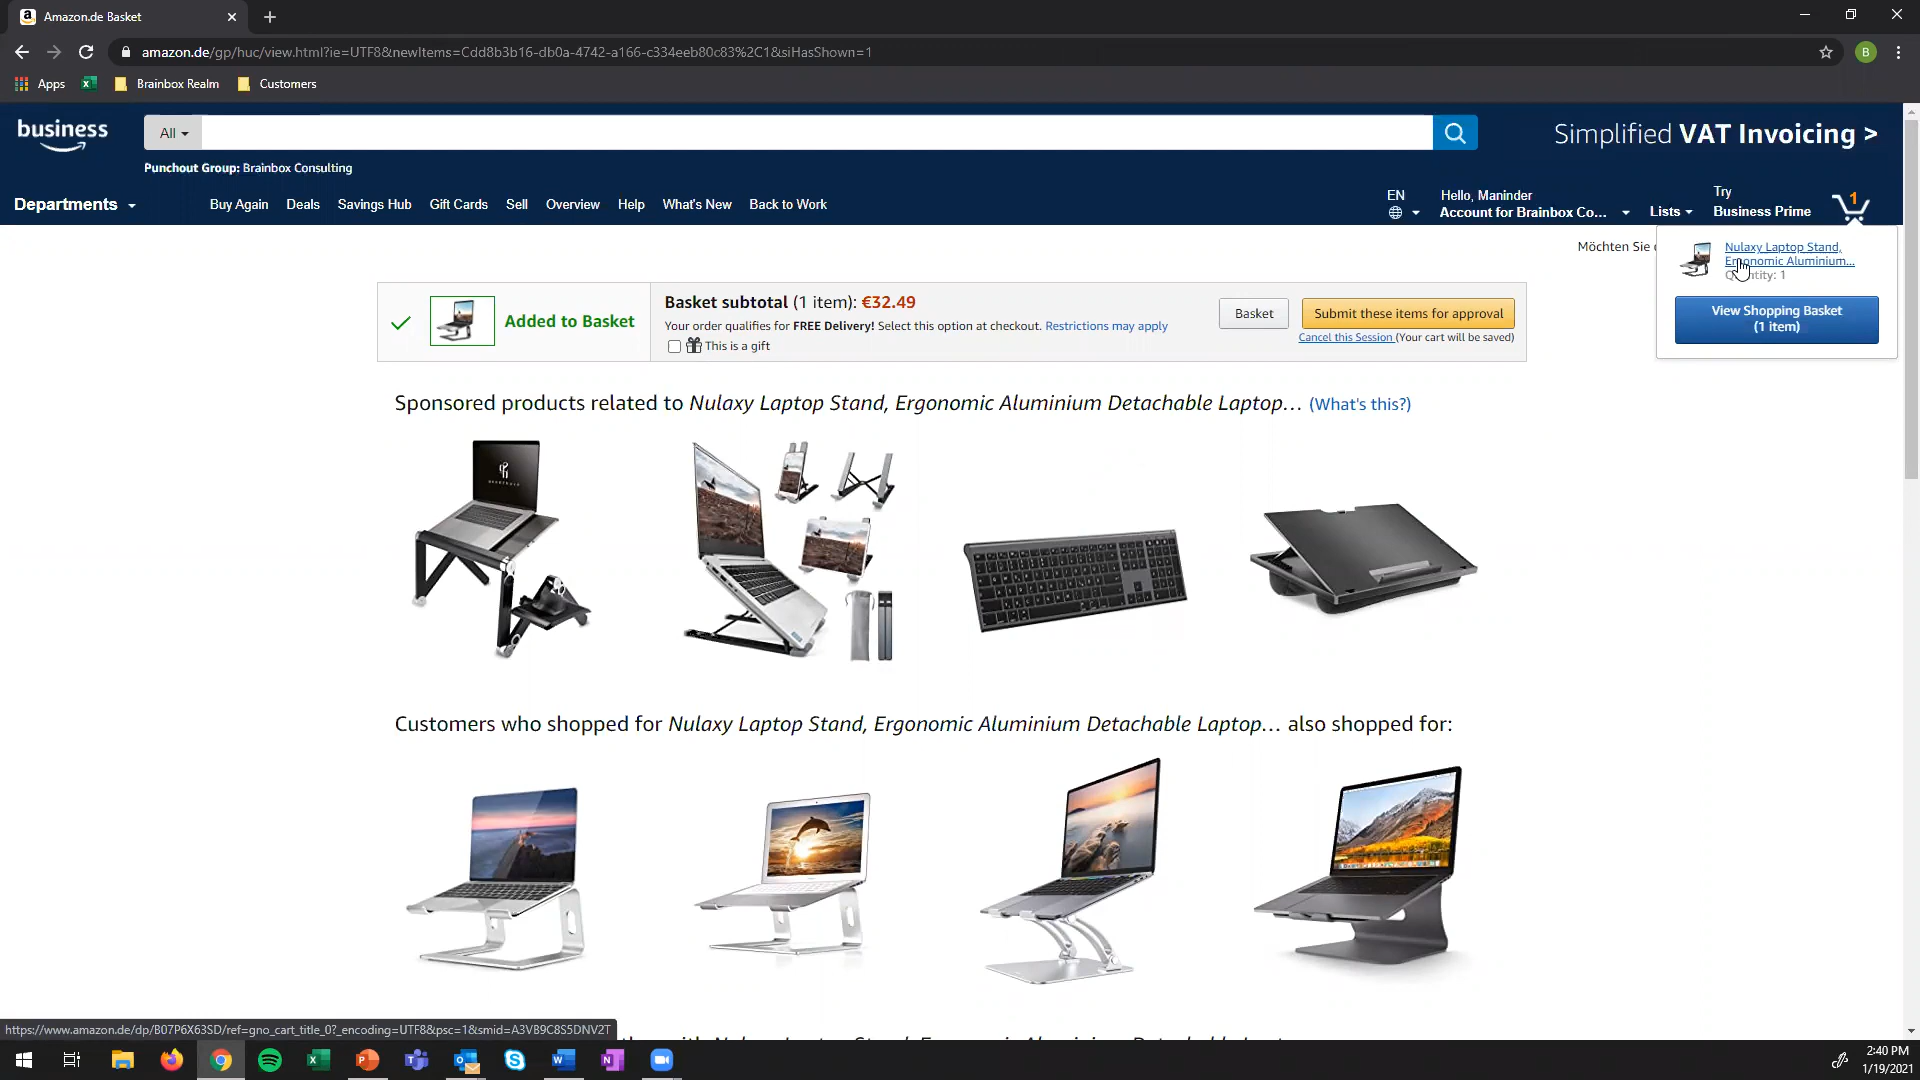 Amazon.de Basket
amazon.de/gp/huc/view.html?ie=UTF8&newItems=Cdd8b3b16-db0a-4742-a166-c334eeb80c83%2C1&siHasShown=1
B
Apps
Brainbox Realm
Customers
business
All
Simplified VAT Invoicing >
Punchout Group: Brainbox Consulting
Departments
Buy Again
Deals
Savings Hub
Gift Cards
Sell
Overview
Help
What's New
Back to Work
EN
Hello, Maninder
Account for Brainbox Co...
Lists
Try
Business Prime
1
Möchten Sie
Nulaxy Laptop Stand,
Ergonomic Aluminium...
Quantity: 1
View Shopping Basket
(1 item)
Added to Basket
Basket subtotal (1 item): €32.49
Your order qualifies for FREE Delivery! Select this option at checkout. Restrictions may apply
This is a gift
Basket
Submit these items for approval
Cancel this Session (Your cart will be saved)
Sponsored products related to Nulaxy Laptop Stand, Ergonomic Aluminium Detachable Laptop… (What's this?)
Customers who shopped for Nulaxy Laptop Stand, Ergonomic Aluminium Detachable Laptop… also shopped for:
https://www.amazon.de/dp/B07P6X63SD/ref=gno_cart_title_0?_encoding=UTF8&psc=1&smid=A3VB9C8S5DNV2T
2:40 PM
1/19/2021